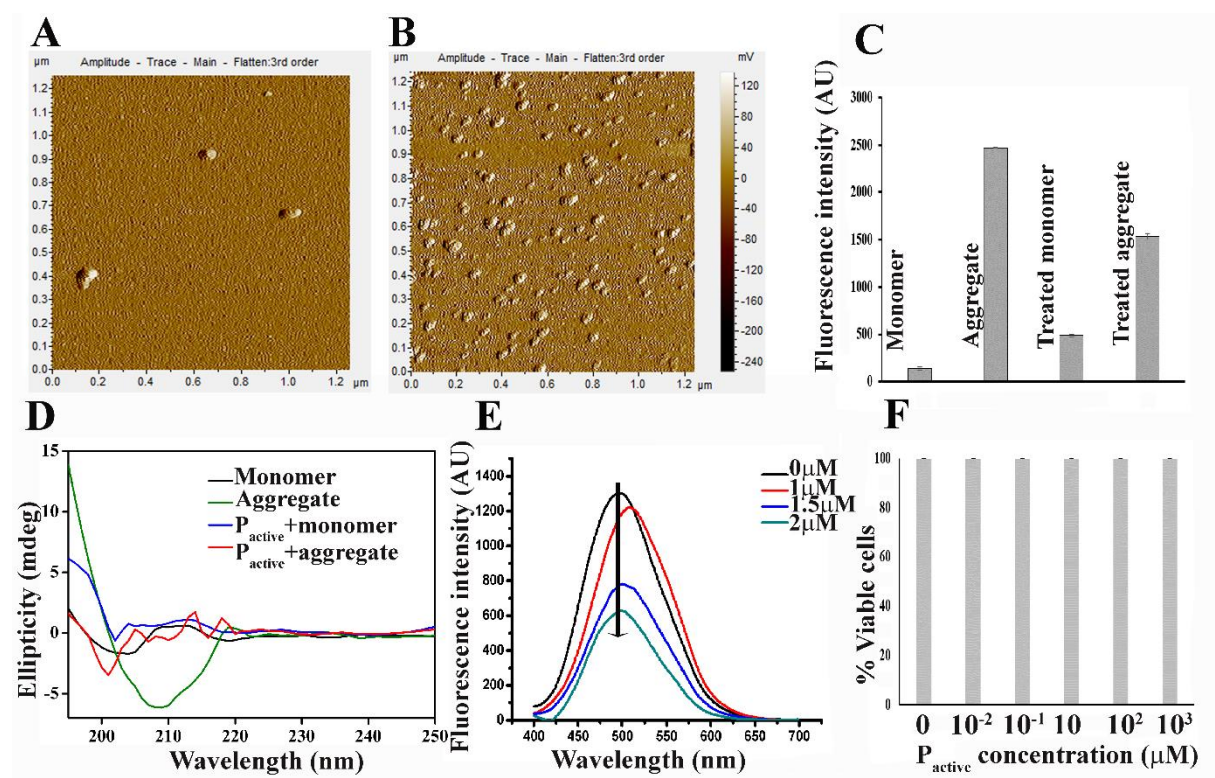 A
Amplitude - Trace - Main - Flatten:3rd order
µm
1.2
1.1
1.0
0.9
0.8
0.7
0.6
0.5
0.4
0.3
0.2
0.1
0.0
0.0 0.2 0.4 0.6 0.8 1.0 1.2 µm
B
Amplitude - Trace - Main - Flatten:3rd order
µm
mV
1.2
1.1
1.0
0.9
0.8
0.7
0.6
0.5
0.4
0.3
0.2
0.1
0.0
0.0 0.2 0.4 0.6 0.8 1.0 1.2 µm
120
80
40
0
-40
-80
-120
-160
-200
-240
C
Fluorescence intensity (AU)
3000
2500
2000
1500
1000
500
0
Monomer
Aggregate
Treated monomer
Treated aggregate
D
Ellipticity (mdeg)
15
10
5
0
-5
Monomer
Aggregate
Pactive+monomer
Pactive+aggregate
200 210 220 230 240 250
Wavelength (nm)
E
Fluorescence intensity (AU)
1350
1200
1050
900
750
600
450
300
150
0
0µM
1µM
1.5µM
2µM
400 450 500 550 600 650 700
Wavelength (nm)
F
% Viable cells
100
80
60
40
20
0
0 10-2 10-1 10 10² 10³
Pactive concentration (µM)